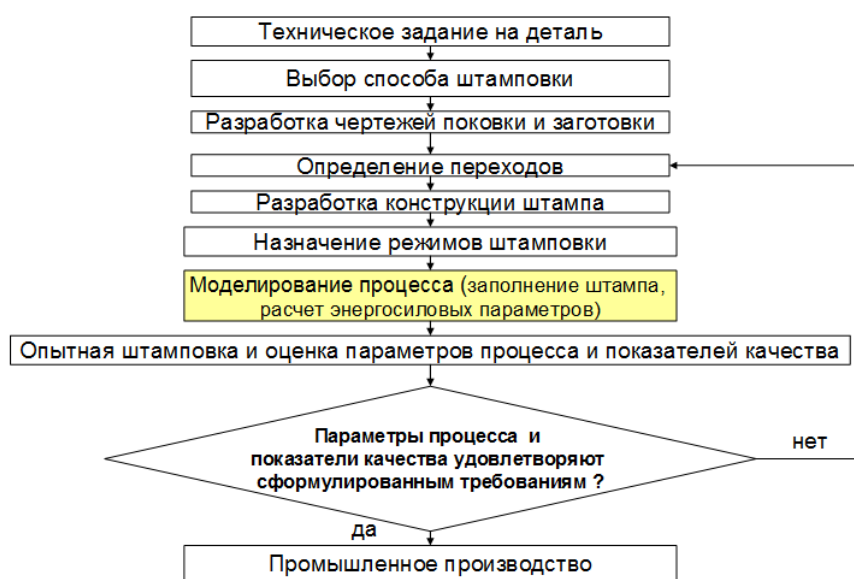 Техническое задание на деталь
Выбор способа штамповки
Разработка чертежей поковки и заготовки
Определение переходов
Разработка конструкции штампа
Назначение режимов штамповки
Моделирование процесса (заполнение штампа,
расчет энергосиловых параметров)
Опытная штамповка и оценка параметров процесса и показателей качества
Параметры процесса и
показатели качества удовлетворяют
сформулированным требованиям ?
нет
да
Промышленное производство